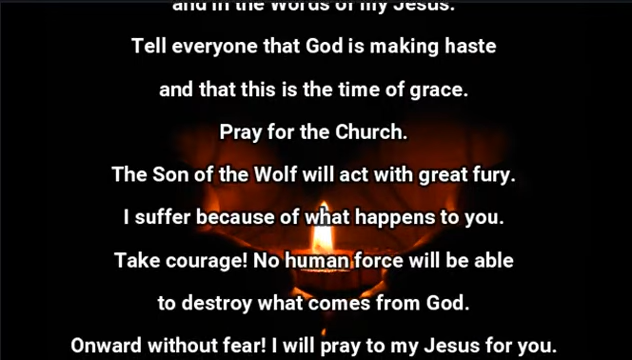 and in the Words of my Jesus.
Tell everyone that God is making haste
and that this is the time of grace.
Pray for the Church.
The Son of the Wolf will act with great fury.
I suffer because of what happens to you.
Take courage! No human force will be able
to destroy what comes from God.
Onward without fear! I will pray to my Jesus for you.